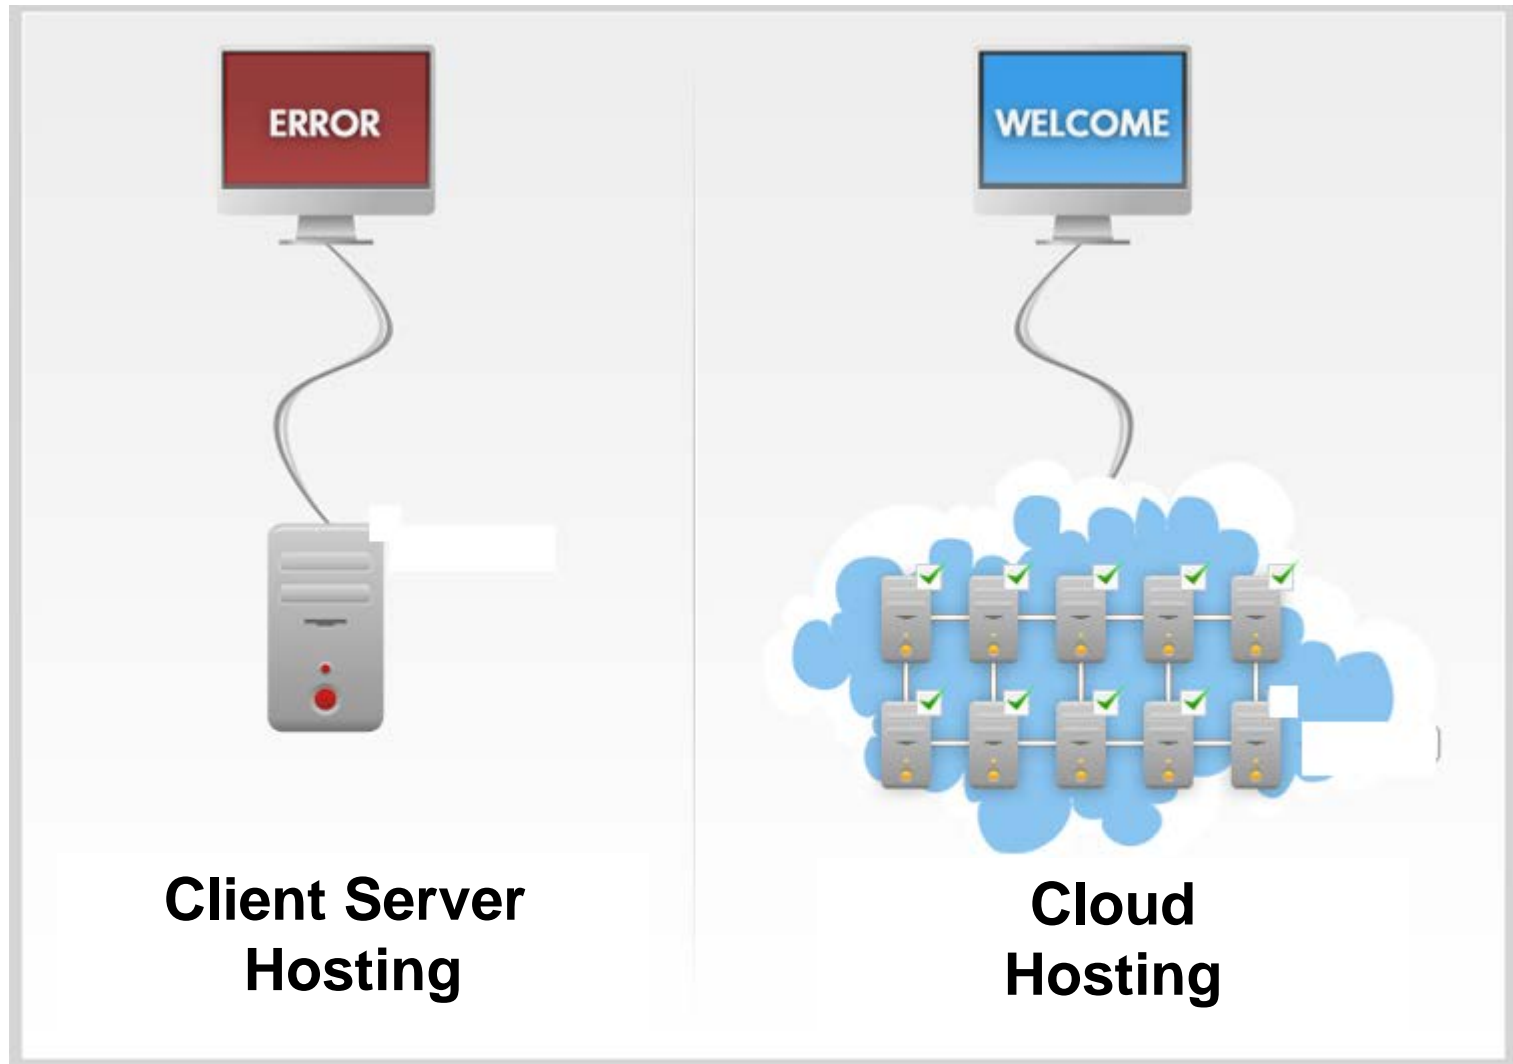 ERROR
WELCOME
Client Server
Hosting
Cloud
Hosting